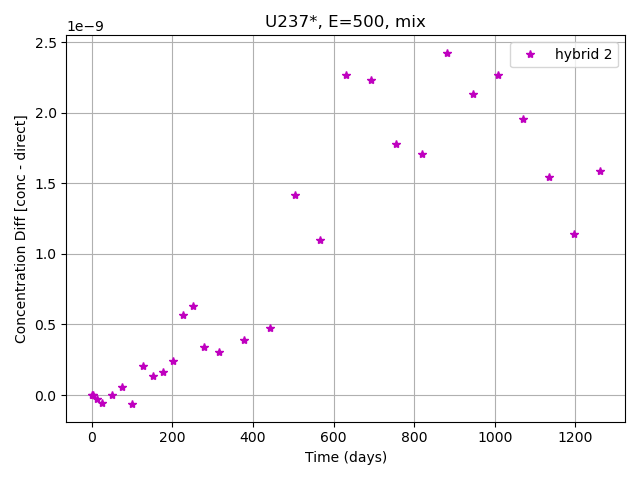 U237*, E=500, mix
1e−9
hybrid 2
2.5
2.0
1.5
1.0
0.5
0.0
Concentration Diff [conc - direct]
0 200 400 600 800 1000 1200
Time (days)